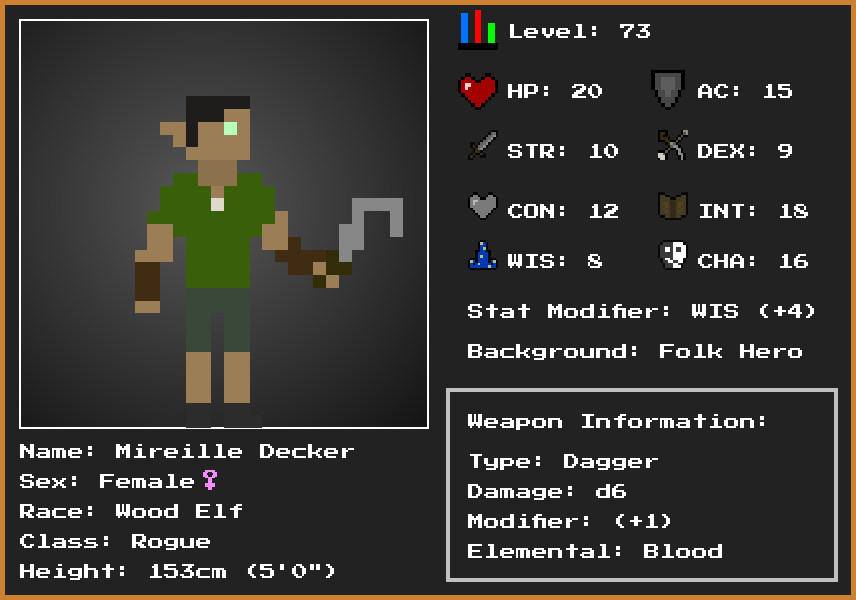 Level: 73
HP: 20 AC: 15
STR: 10 DEX: 9
CON: 12 INT: 18
WIS: 8 CHA: 16
Stat Modifier: WIS (+4)
Background: Folk Hero
Name: Mireille Decker
Sex: Female♀
Race: Wood Elf
Class: Rogue
Height: 153cm (5'0")
Weapon Information:
Type: Dagger
Damage: d6
Modifier: (+1)
Elemental: Blood